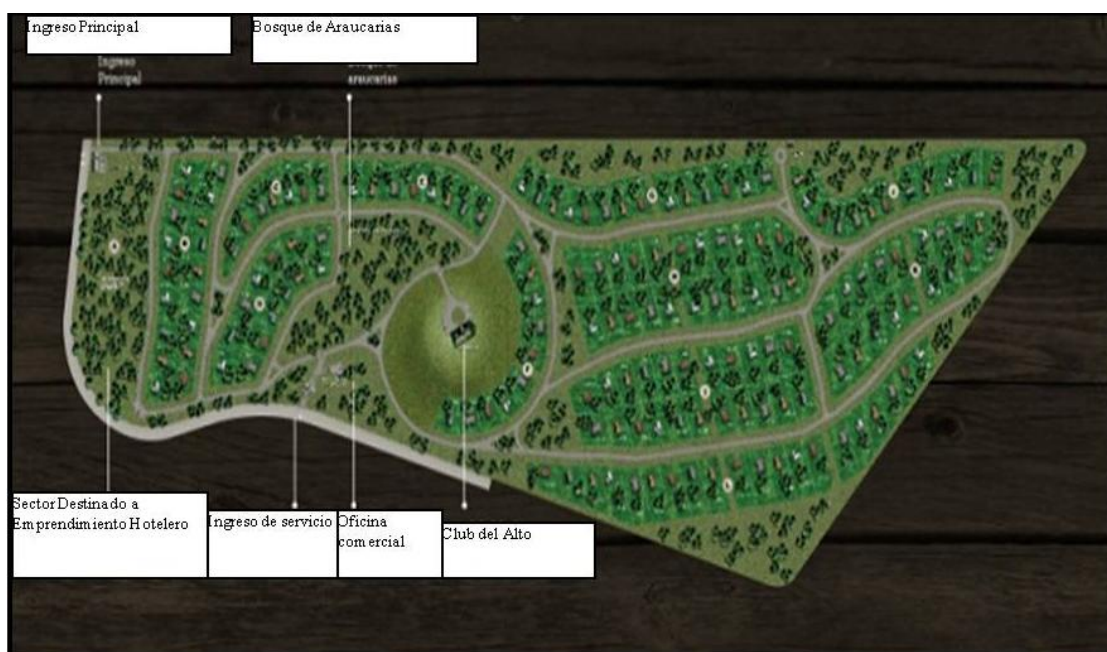 Ingreso Principal
Bosque de Araucarias
Ingreso
Principal
araucarias
Sector Destinado a
Emprendimiento Hotelero
Ingreso de servicio
Oficina
comercial
Club del Alto